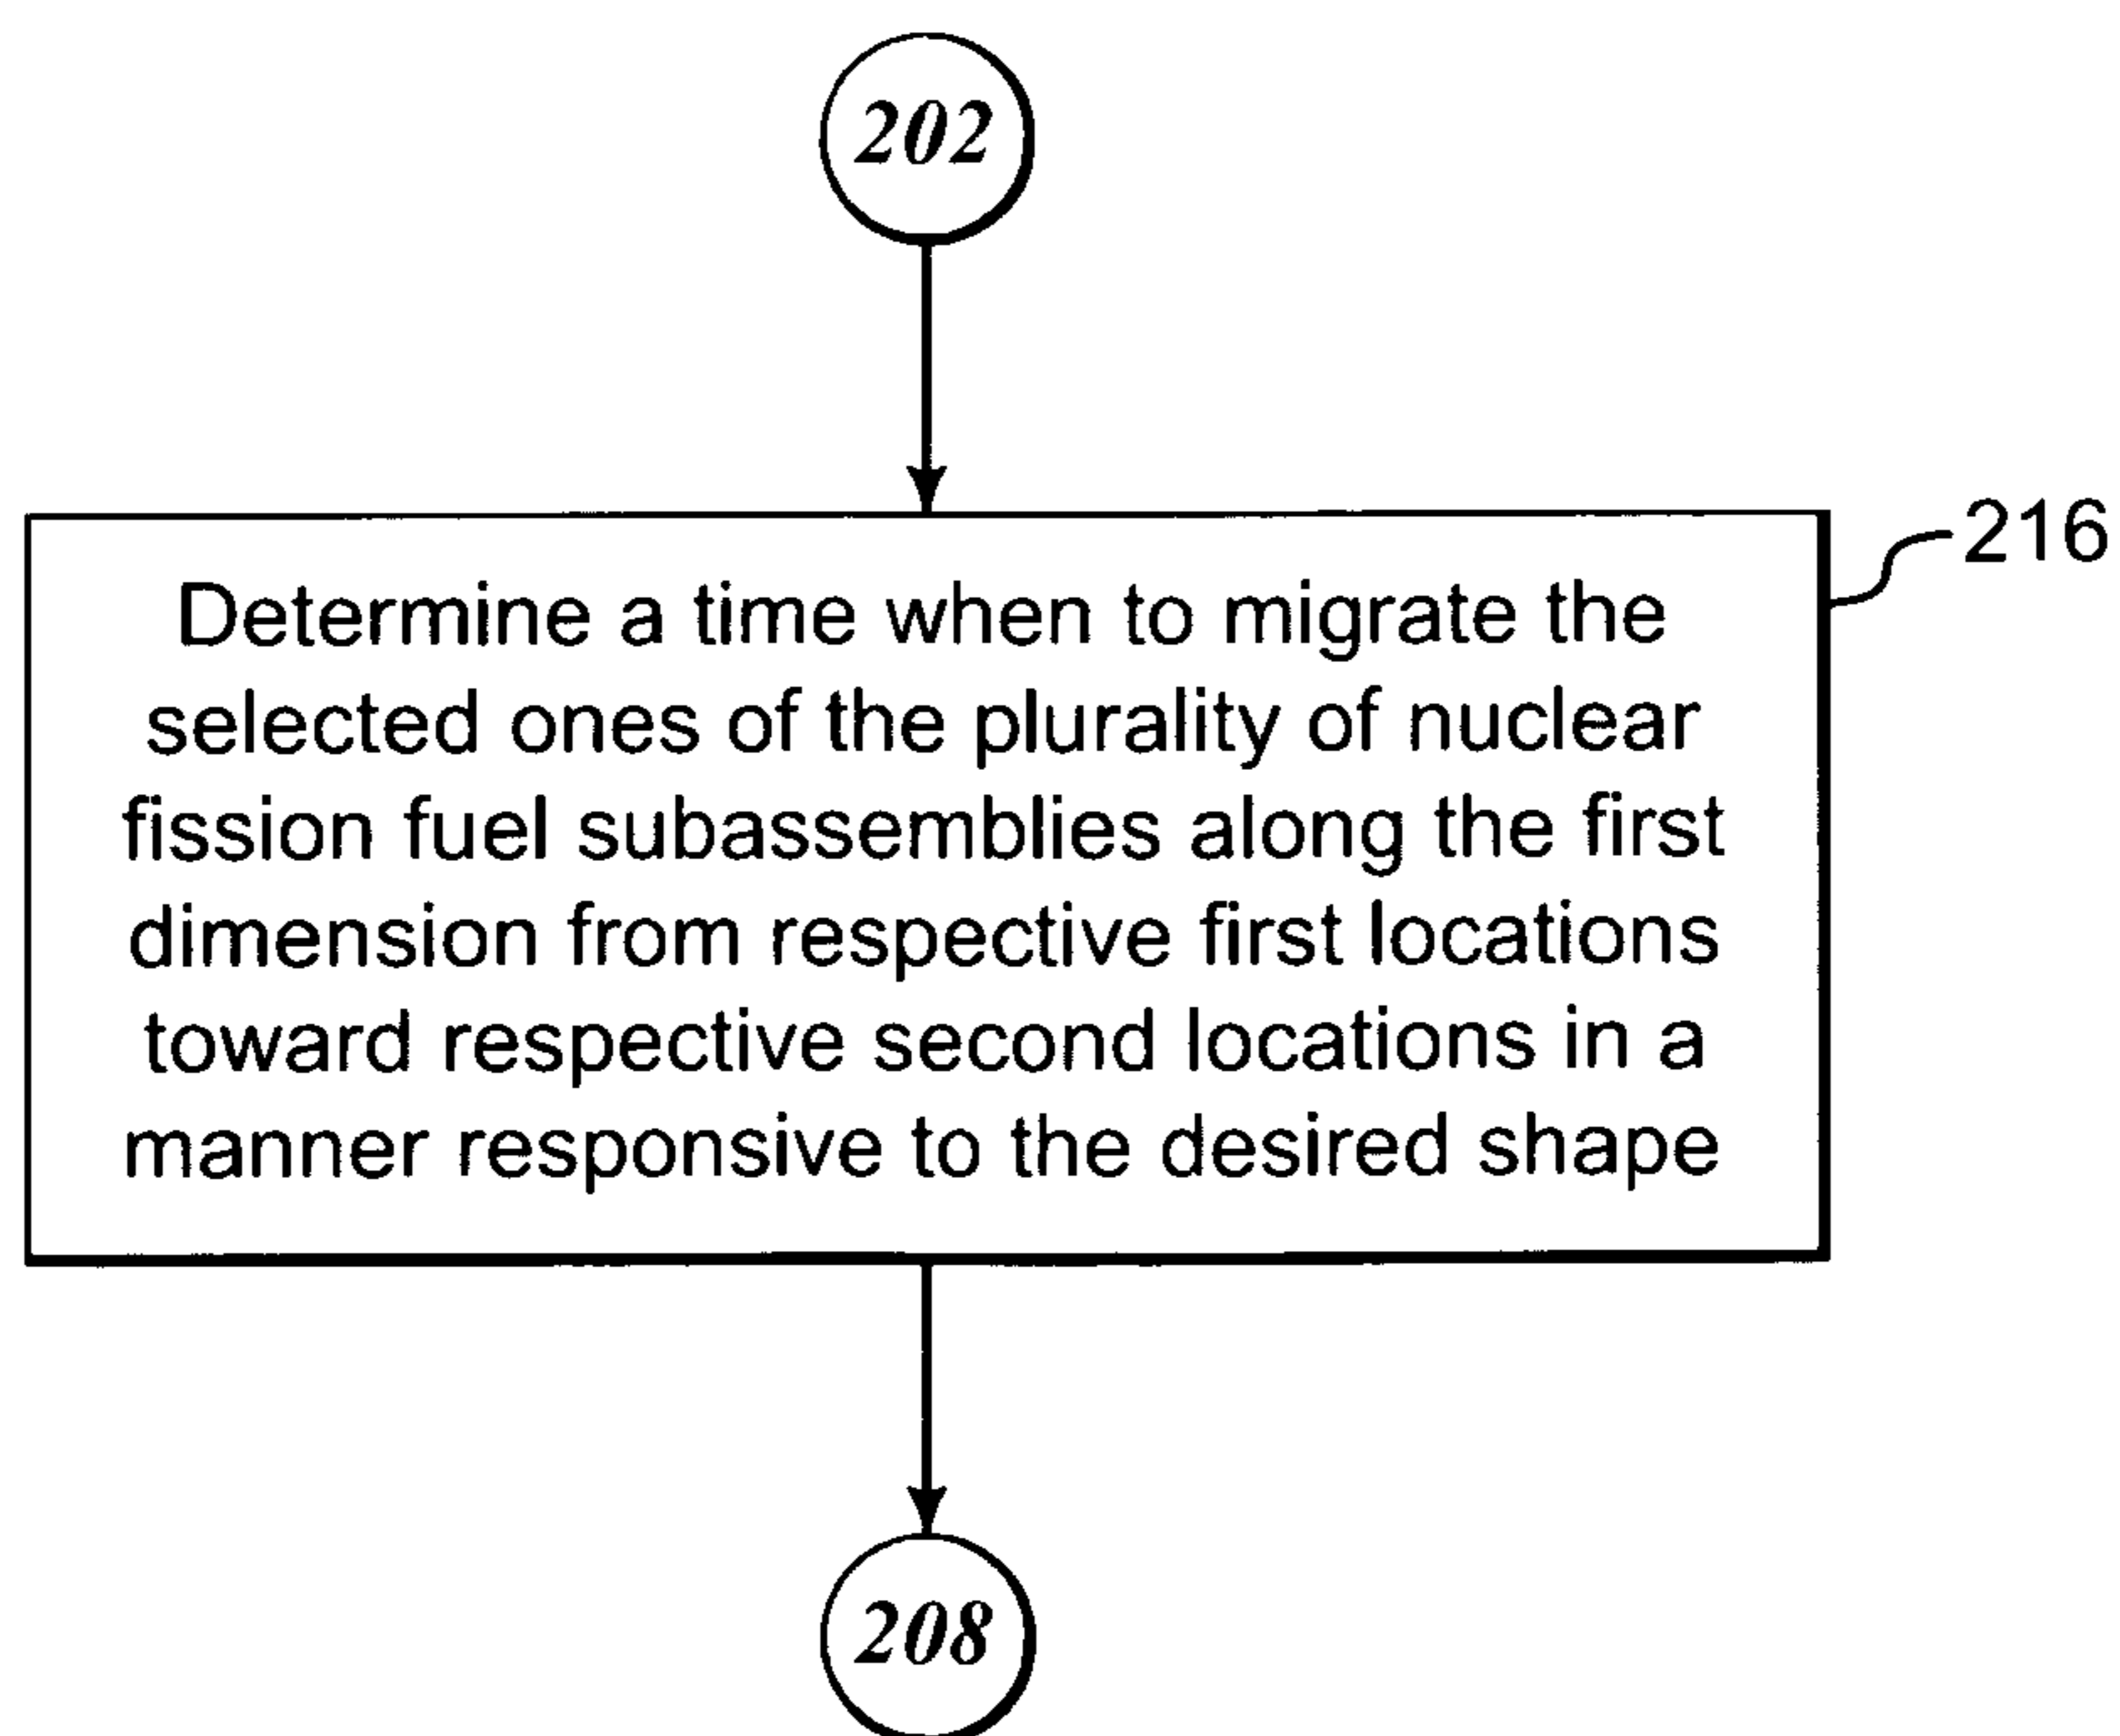 202
216
Determine a time when to migrate the
selected ones of the plurality of nuclear
fission fuel subassemblies along the first
dimension from respective first locations
toward respective second locations in a
manner responsive to the desired shape
208